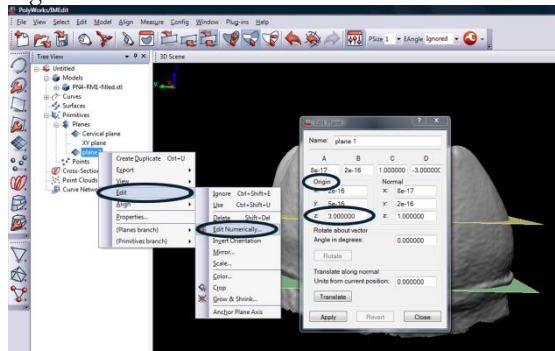 PolyWorks/IMEdit
File View Select Edit Model Align Measure Config Window Plug-ins Help
PSize 1 EAngle Ignored
Tree View
3D Scene
Untitled
Models
PN4-RM1-filled.stl
Curves
Surfaces
Primitives
Planes
Cervical plane
XY plane
plane
Points
Cross-Section
Point Clouds
Curve Netw
Create Duplicate Ctrl+U
Export
View
Edit
Align
Properties...
(Planes branch)
(Primitives branch)
Ignore Ctrl+Shift+E
Use Ctrl+Shift+U
Delete Shift+Del
Edit Numerically...
Invert Orientation
Mirror...
Scale...
Color...
Crop
Grow & Shrink...
Anchor Plane Axis
Edit Plane
Name: plane 1
A B C D
8e-17 2e-16 1.000000 -3.000000
Origin Normal
e-16 x: 8e-17
y: 5e-16 y: 2e-16
z: 3.000000 z: 1.000000
Rotate about vector
Angle in degrees: 0.000000
Rotate
Translate along normal
Units from current position: 0.000000
Translate
Apply Revert Close